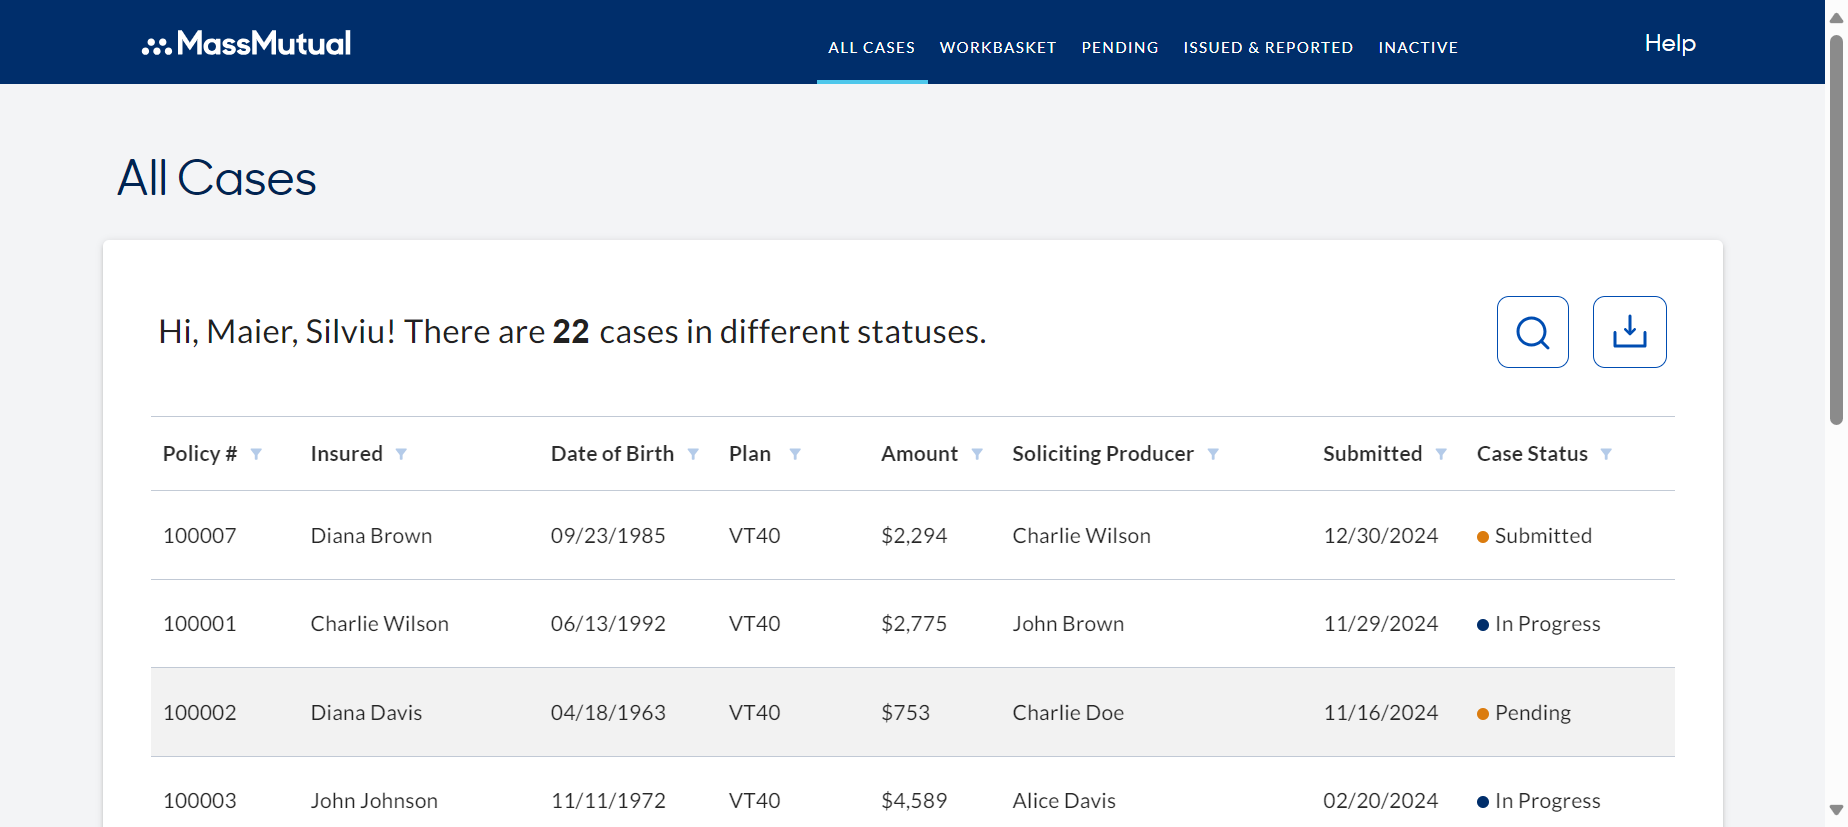 MassMutual
ALL CASES WORKBASKET PENDING ISSUED & REPORTED INACTIVE
Help
All Cases
Hi, Maier, Silviu! There are 22 cases in different statuses.
Policy # Insured Date of Birth Plan Amount Soliciting Producer Submitted Case Status
100007 Diana Brown 09/23/1985 VT40 $2,294 Charlie Wilson 12/30/2024 Submitted
100001 Charlie Wilson 06/13/1992 VT40 $2,775 John Brown 11/29/2024 In Progress
100002 Diana Davis 04/18/1963 VT40 $753 Charlie Doe 11/16/2024 Pending
100003 John Johnson 11/11/1972 VT40 $4,589 Alice Davis 02/20/2024 In Progress